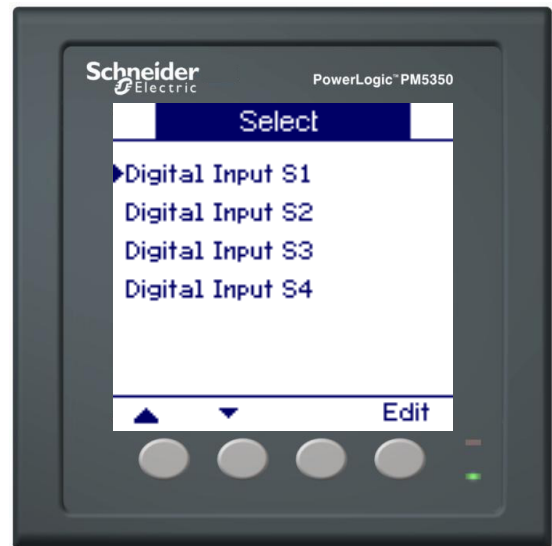 Schneider
Electric
PowerLogic™ PM5350
Select
Digital Input S1
Digital Input S2
Digital Input S3
Digital Input S4
Edit